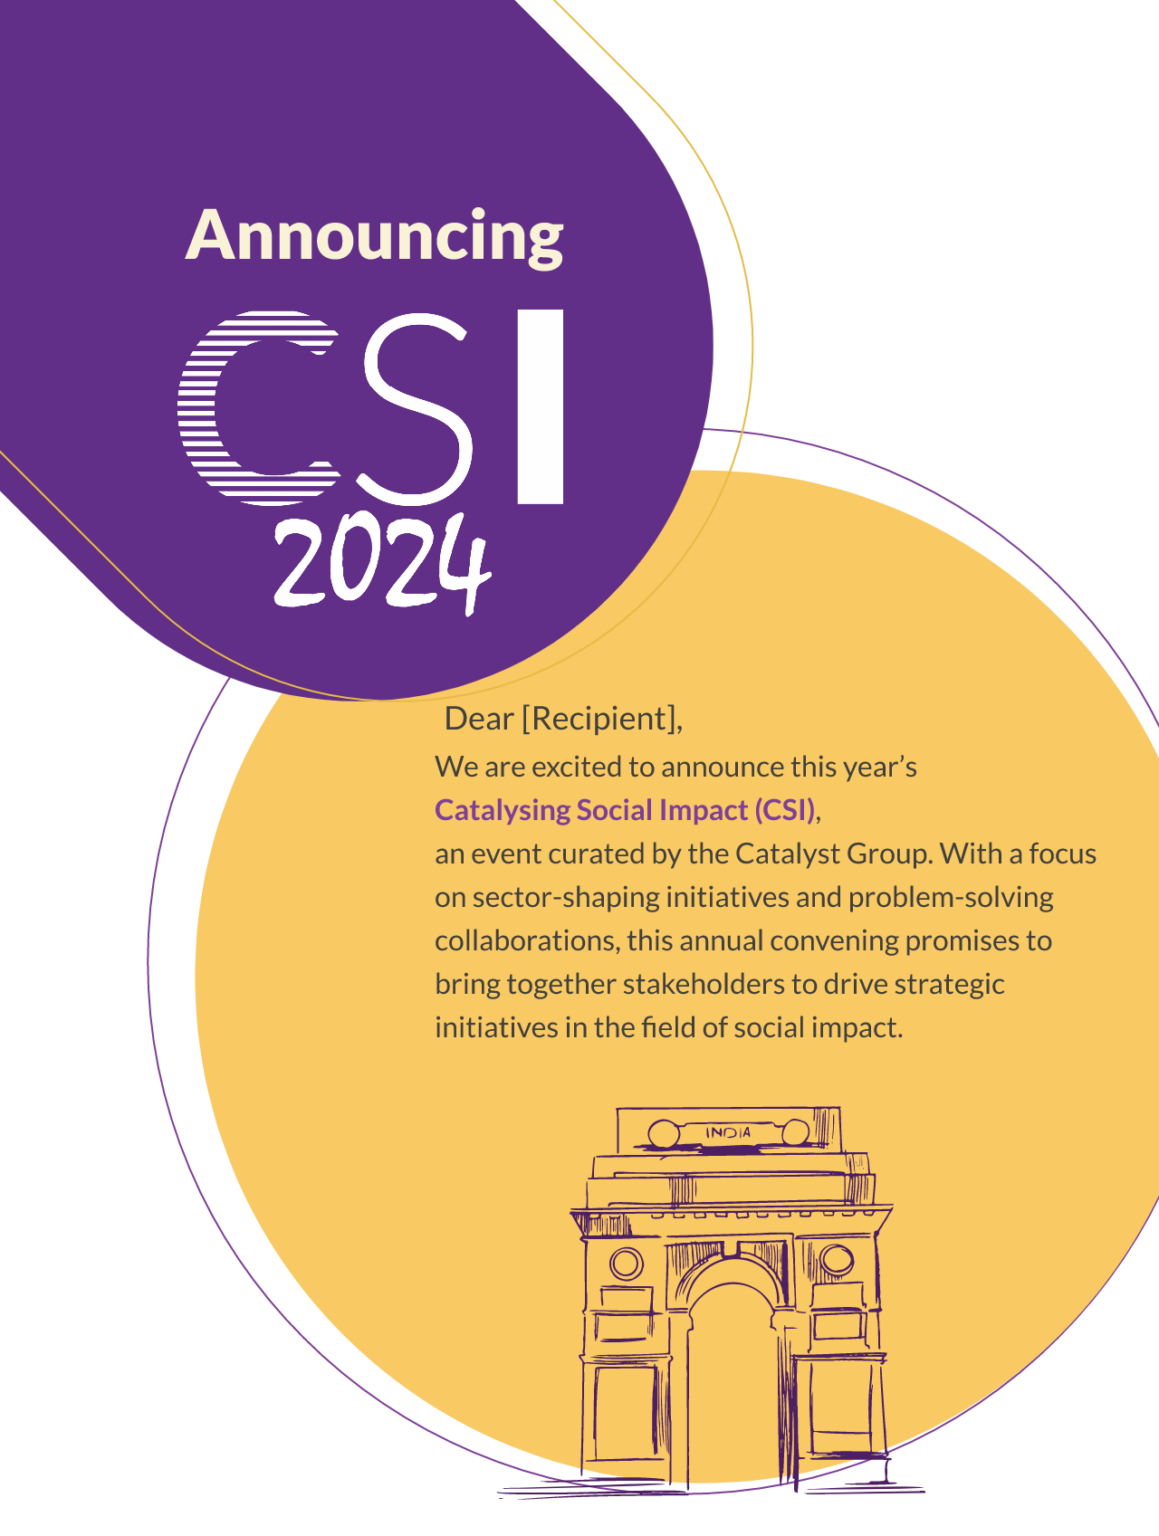 Announcing
CSI
2024
Dear [Recipient],
We are excited to announce this year’s
Catalysing Social Impact (CSI),
an event curated by the Catalyst Group. With a focus
on sector-shaping initiatives and problem-solving
collaborations, this annual convening promises to
bring together stakeholders to drive strategic
initiatives in the field of social impact.
INDIA